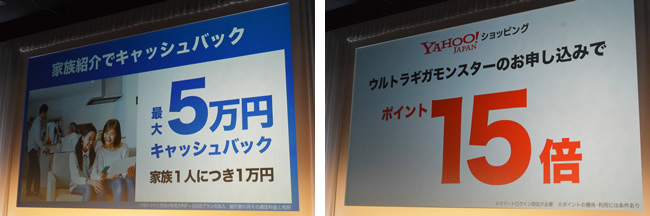 家族紹介でキャッシュバック
最大
5万円
キャッシュバック
家族1人につき1万円
YAHOO! ショッピング
JAPAN
ウルトラギガモンスターのお申し込みで
ポイント
15倍